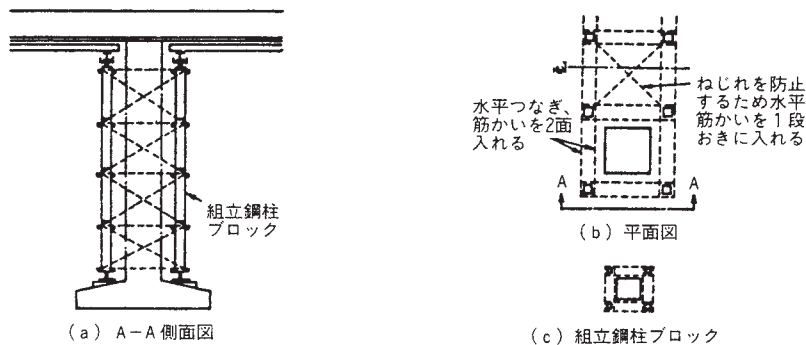 組立鋼柱
ブロック
(a) A-A側面図
水平つなぎ、
筋かいを2面
入れる
℄
ねじれを防止
するため水平
筋かいを1段
おきに入れる
A A
(b) 平面図
(c) 組立鋼柱ブロック